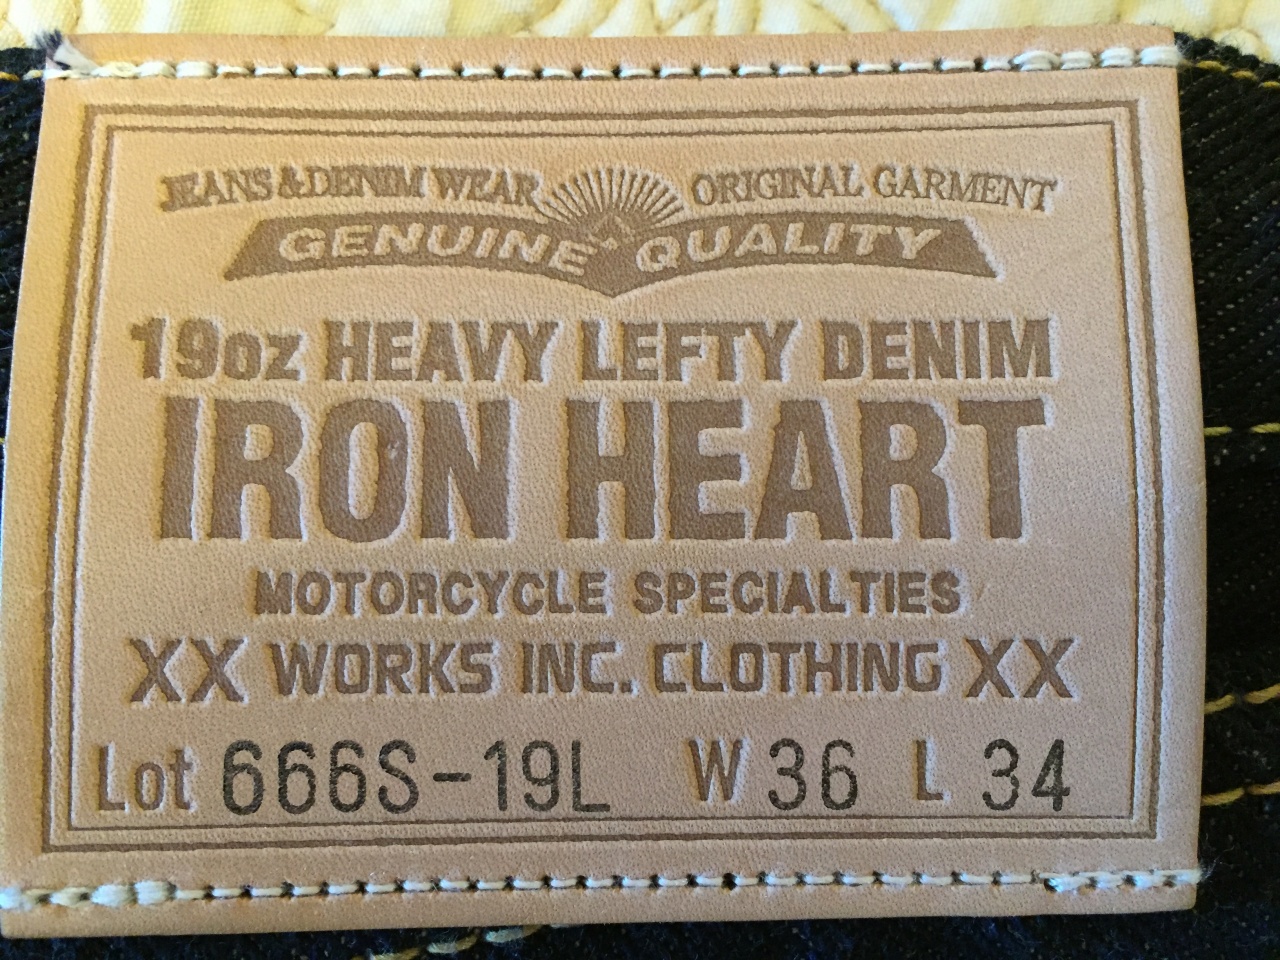 JEANS&DENIM WEAR ORIGINAL GARMENT
GENUINE QUALITY
19oz HEAVY LEFTY DENIM
IRON HEART
MOTORCYCLE SPECIALTIES
XX WORKS INC. CLOTHING XX
Lot 666S-19L W 36 L 34